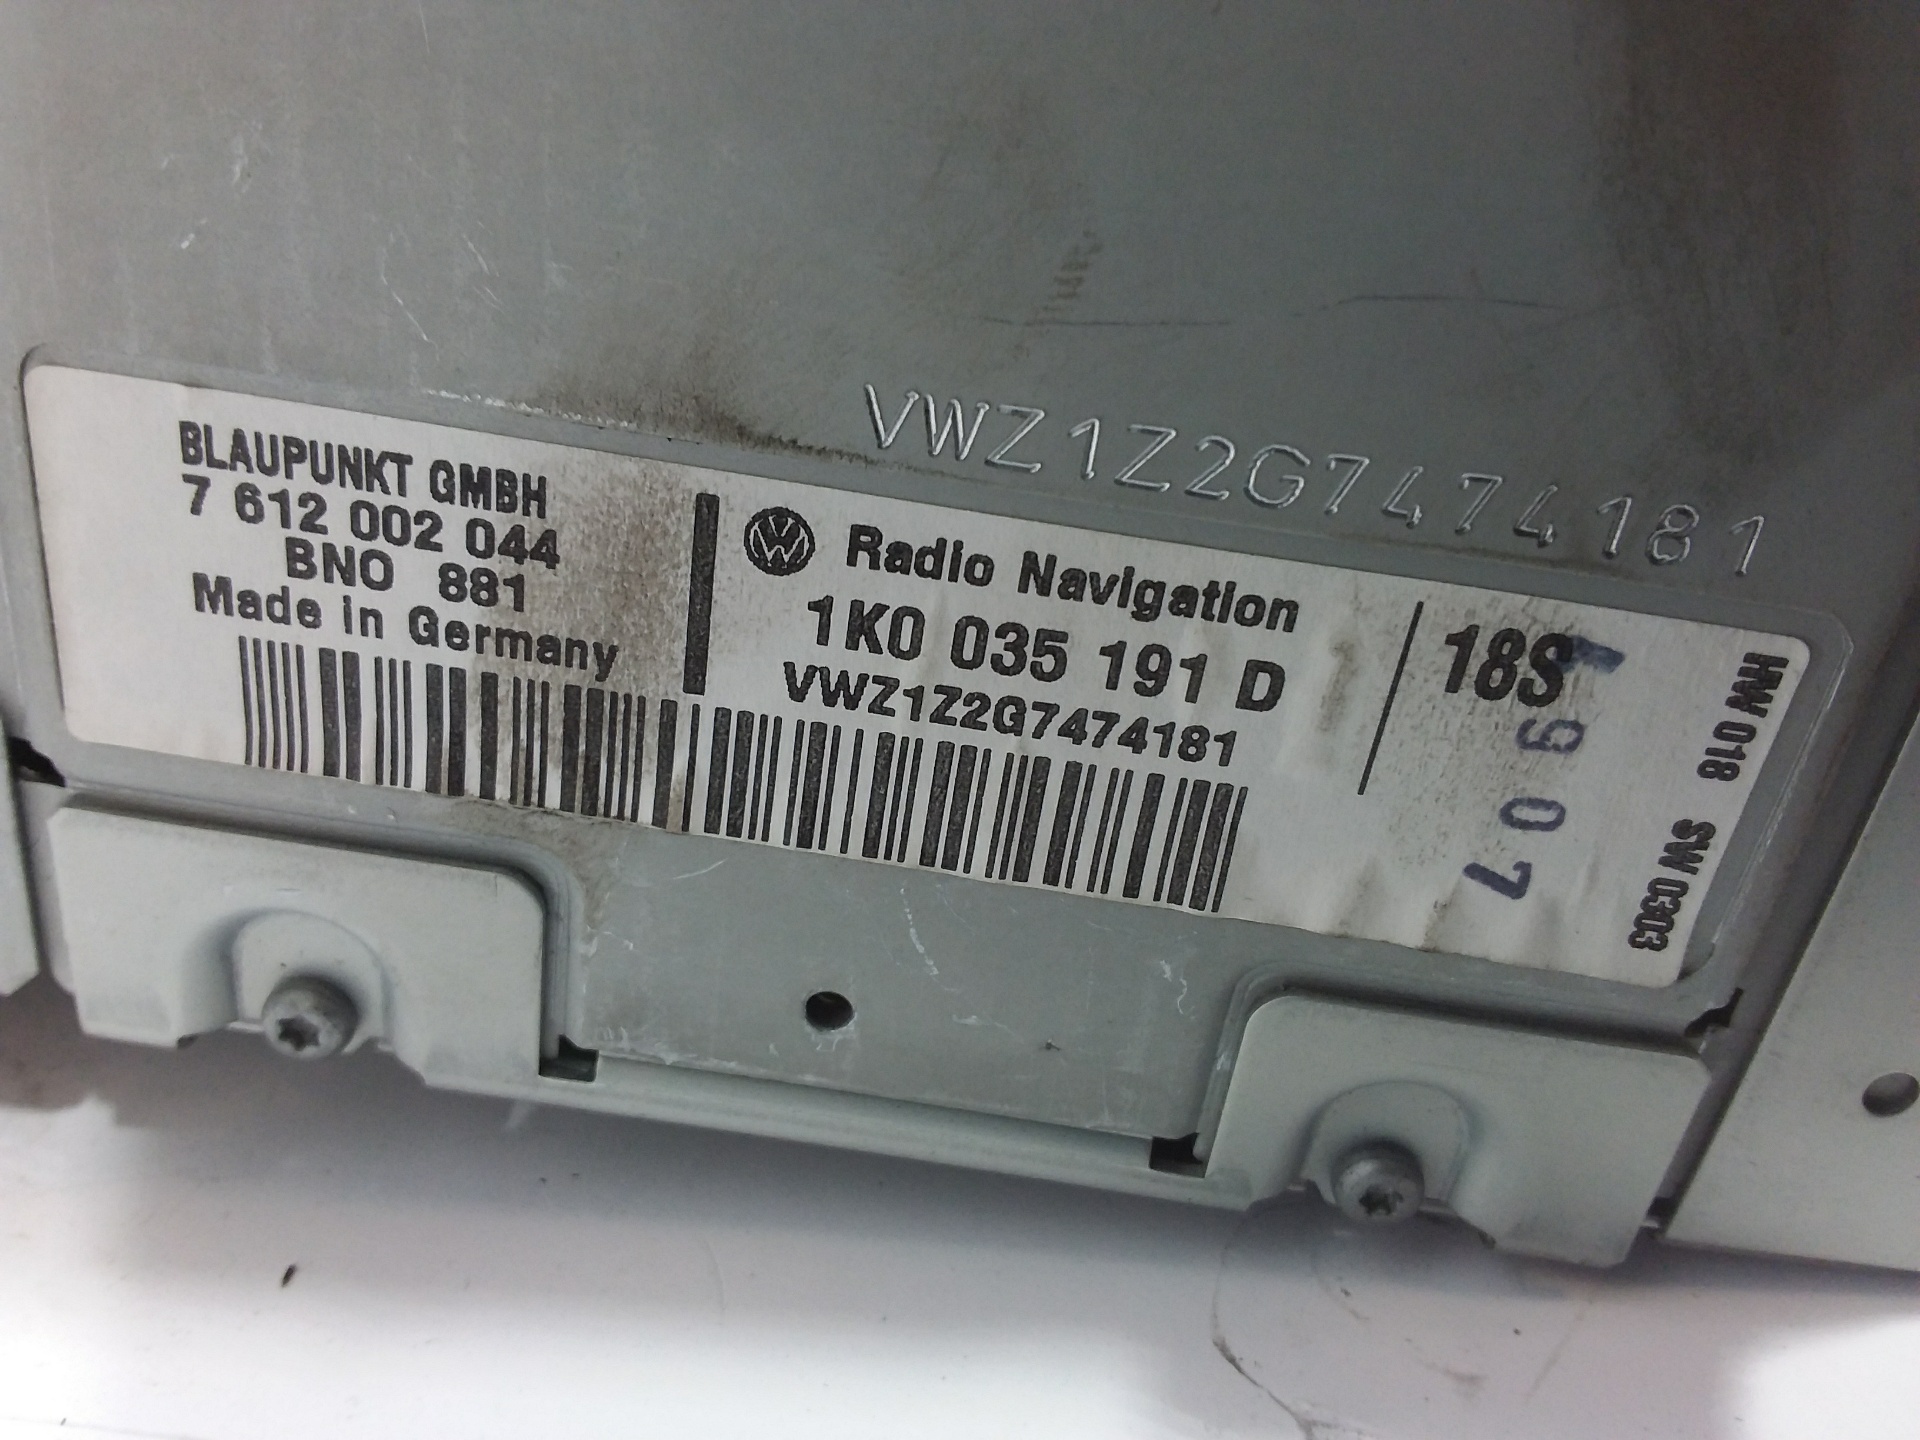 VWZ1Z2G7474181
BLAUPUNKT GMBH
7 612 002 044
BNO 881
Made in Germany
Radio Navigation
1K0 035 191 D
VWZ1Z2G7474181
18S
HW 018 SW 0303
907